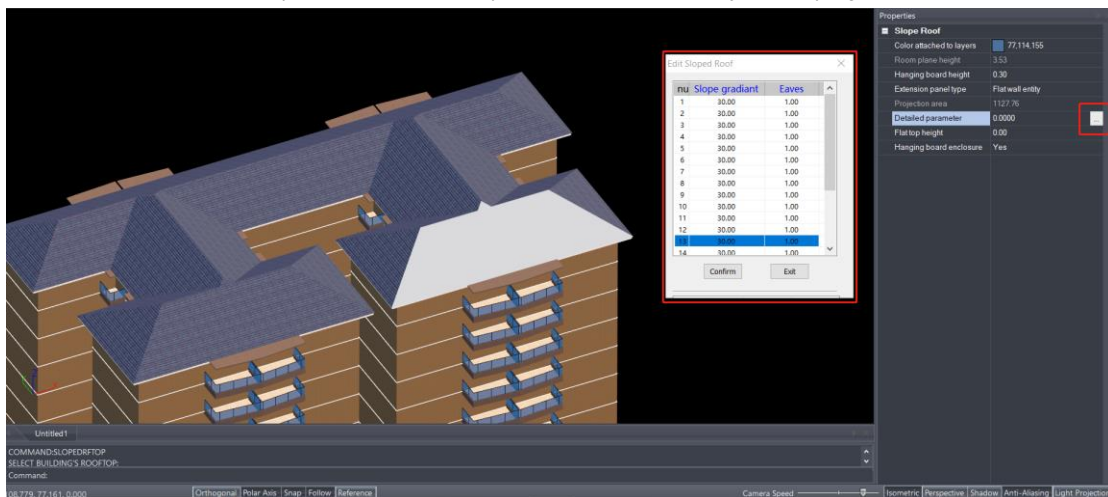 Properties
Slope Roof
Color attached to layers 77,114,155
Room plane height 3.53
Hanging board height 0.30
Extension panel type Flat wall entity
Projection area 1127.76
Detailed parameter 0.0000 ...
Flat top height 0.00
Hanging board enclosure Yes
Edit Sloped Roof
nu Slope gradiant Eaves
1 30.00 1.00
2 30.00 1.00
3 30.00 1.00
4 30.00 1.00
5 30.00 1.00
6 30.00 1.00
7 30.00 1.00
8 30.00 1.00
9 30.00 1.00
10 30.00 1.00
11 30.00 1.00
12 30.00 1.00
13 30.00 1.00
14 30.00 1.00
Confirm Exit
Untitled1
COMMAND:SLOPEDRFTOP
SELECT BUILDING'S ROOFTOP:
Command:
08.779, 77.161, 0.000 Orthogonal Polar Axis Snap Follow Reference Camera Speed Isometric Perspective Shadow Anti-Aliasing Light Projection